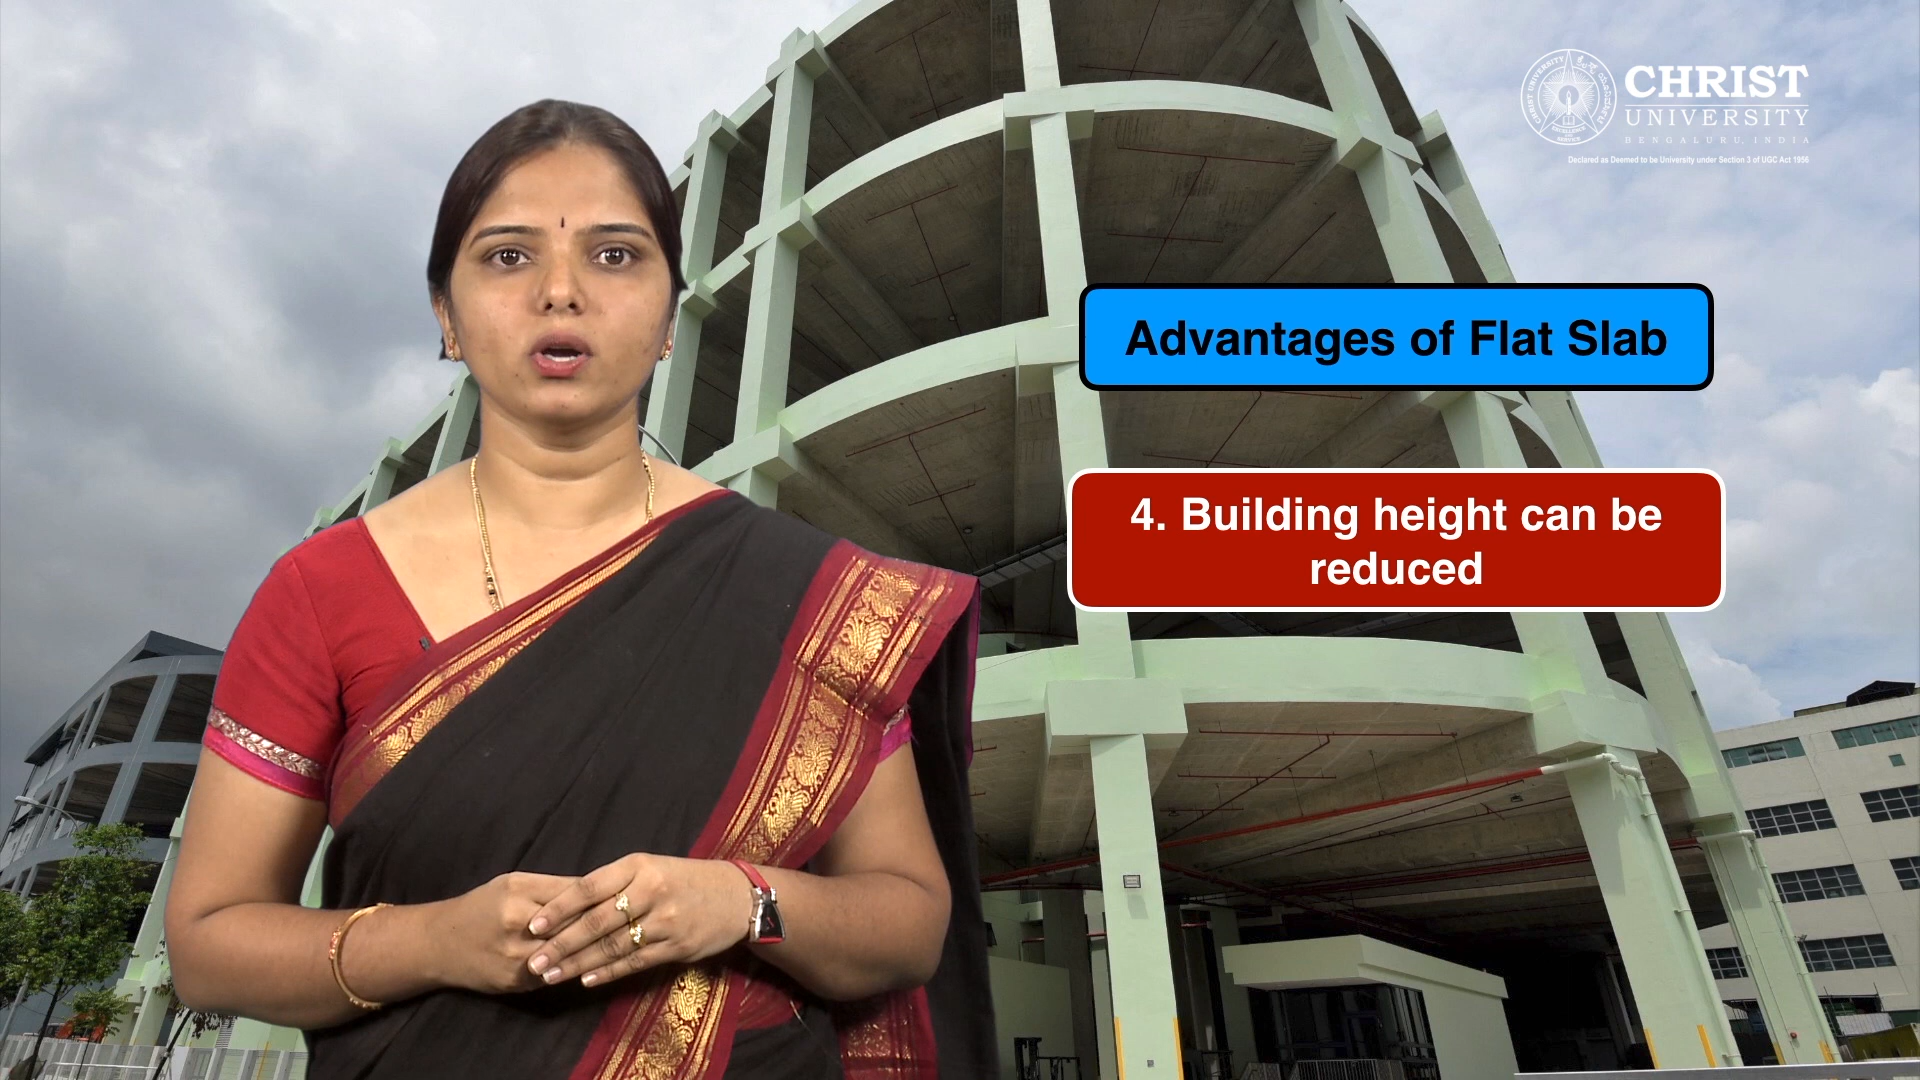 CHRIST
UNIVERSITY
BENGALURU, INDIA
Declared as Deemed to be University under Section 3 of UGC Act 1956
Advantages of Flat Slab
4. Building height can be
reduced